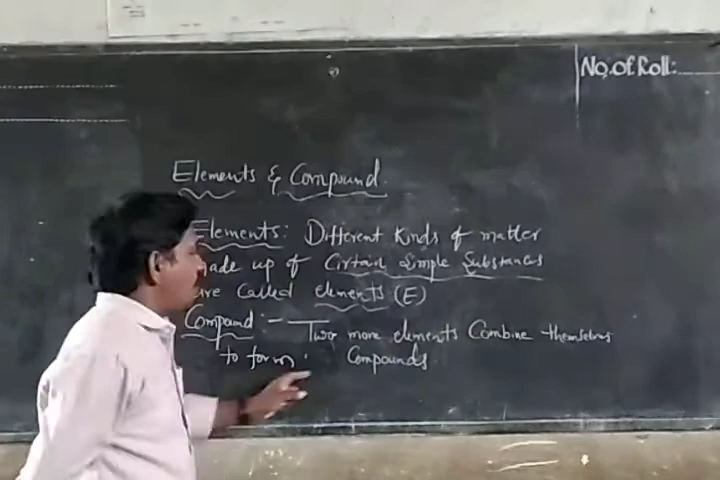 No. of Roll:
Elements & Compound.
Elements: Different Kinds of matter
made up of Cirtain Simple Substances
are Called elements (E)
Compound :- Two more elements Combine themselves
to form Compounds